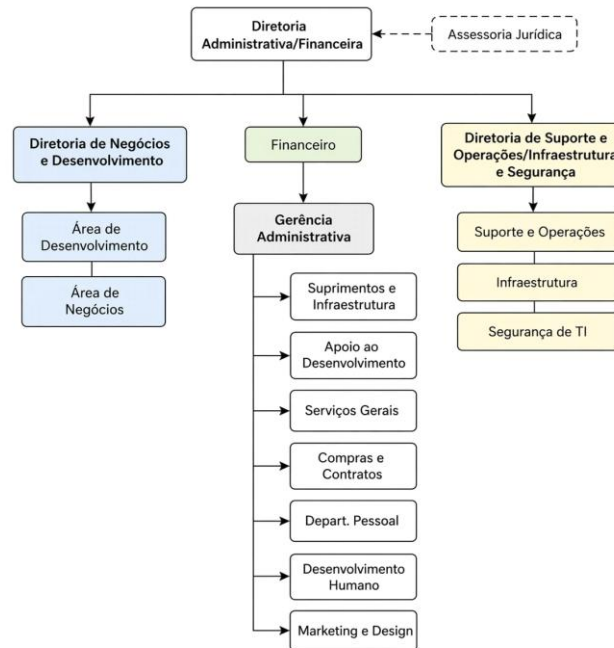 Diretoria
Administrativa/Financeira
Assessoria Jurídica
Diretoria de Negócios
e Desenvolvimento
Financeiro
Diretoria de Suporte e
Operações/Infraestrutura
e Segurança
Área de
Desenvolvimento
Área de
Negócios
Gerência
Administrativa
Suprimentos e
Infraestrutura
Apoio ao
Desenvolvimento
Serviços Gerais
Compras e
Contratos
Depart. Pessoal
Desenvolvimento
Humano
Marketing e Design
Suporte e Operações
Infraestrutura
Segurança de TI